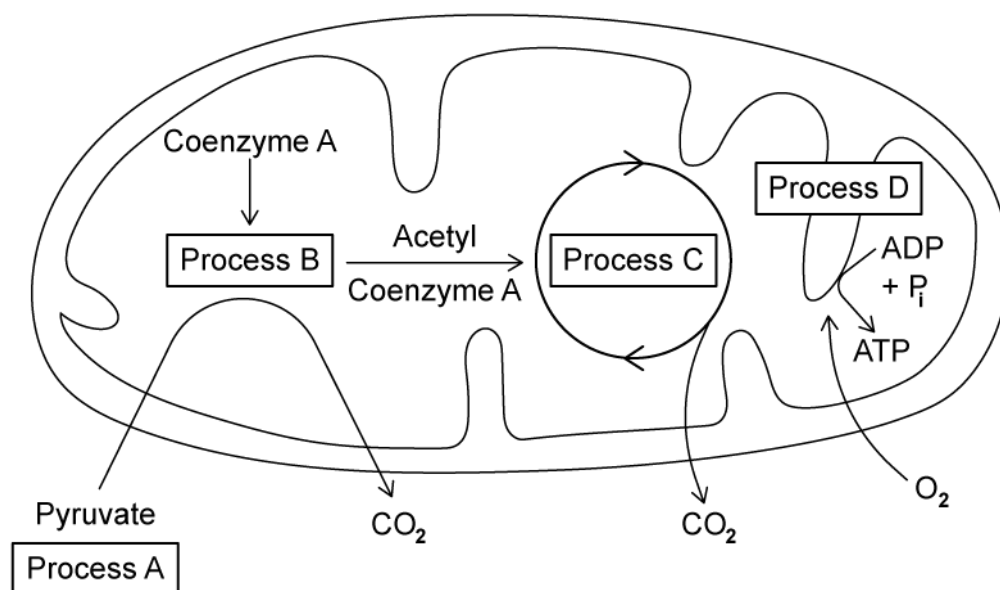 Coenzyme A
Process B
Acetyl
Coenzyme A
Process C
Process D
ADP
+ Pi
ATP
O₂
Pyruvate
Process A
CO₂
CO₂